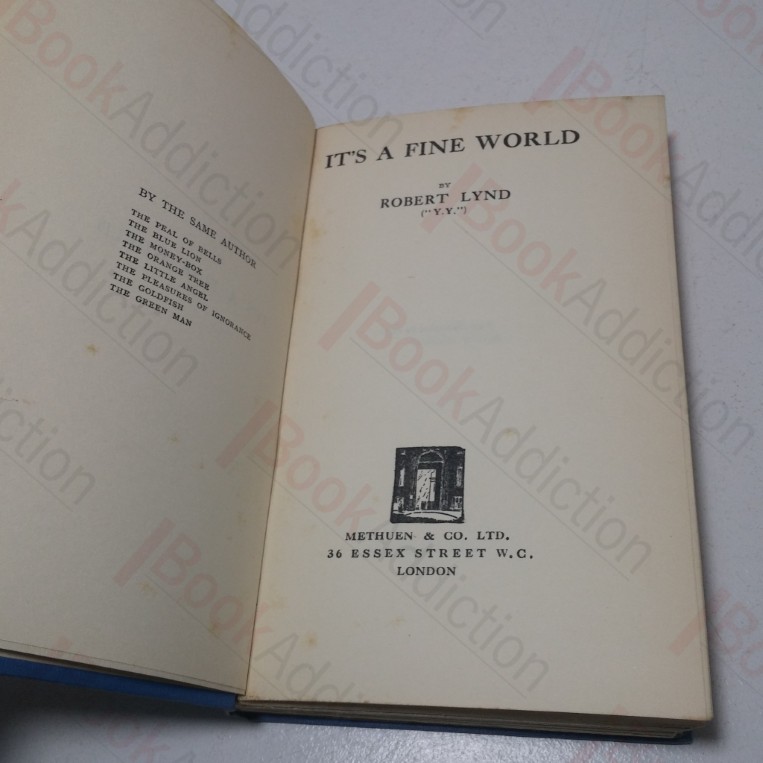 BY THE SAME AUTHOR
THE PEAL OF BELLS
THE BLUE LION
THE MONEY-BOX
THE ORANGE TREE
THE LITTLE ANGEL
THE PLEASURES OF IGNORANCE
THE GOLDFISH
THE GREEN MAN
IT'S A FINE WORLD
BY
ROBERT LYND
("Y.Y.")
METHUEN & CO. LTD.
36 ESSEX STREET W.C.
LONDON
BookAddiction